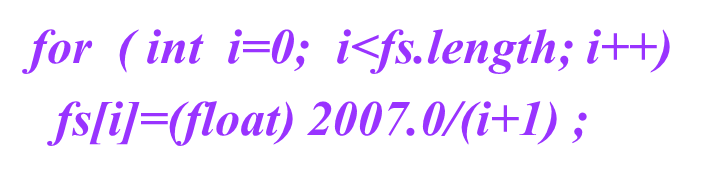 for ( int i=0; i<fs.length; i++)
fs[i]=(float) 2007.0/(i+1) ;